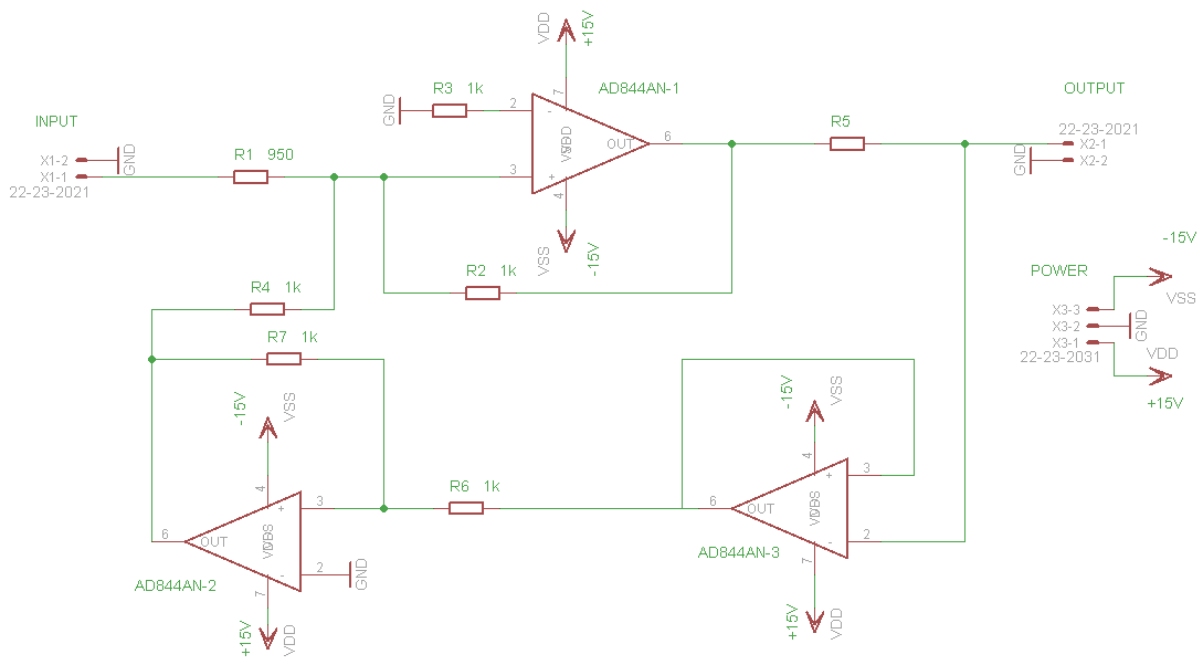 VDD
+15V
R3 1k
AD844AN-1
7
GND
2
-
VDD
VSS
OUT
6
+
3
4
VSS
-15V
INPUT
X1-2
GND
X1-1
22-23-2021
R1 950
R5
OUTPUT
22-23-2021
X2-1
X2-2
GND
R2 1k
R4 1k
R7 1k
-15V
POWER
VSS
X3-3
X3-2
GND
X3-1
22-23-2031
VDD
+15V
-15V
VSS
4
3
+
OUT
6
-
2
GND
7
AD844AN-2
+15V
VDD
R6 1k
-15V
VSS
4
3
+
6
OUT
-
2
AD844AN-3
7
+15V
VDD